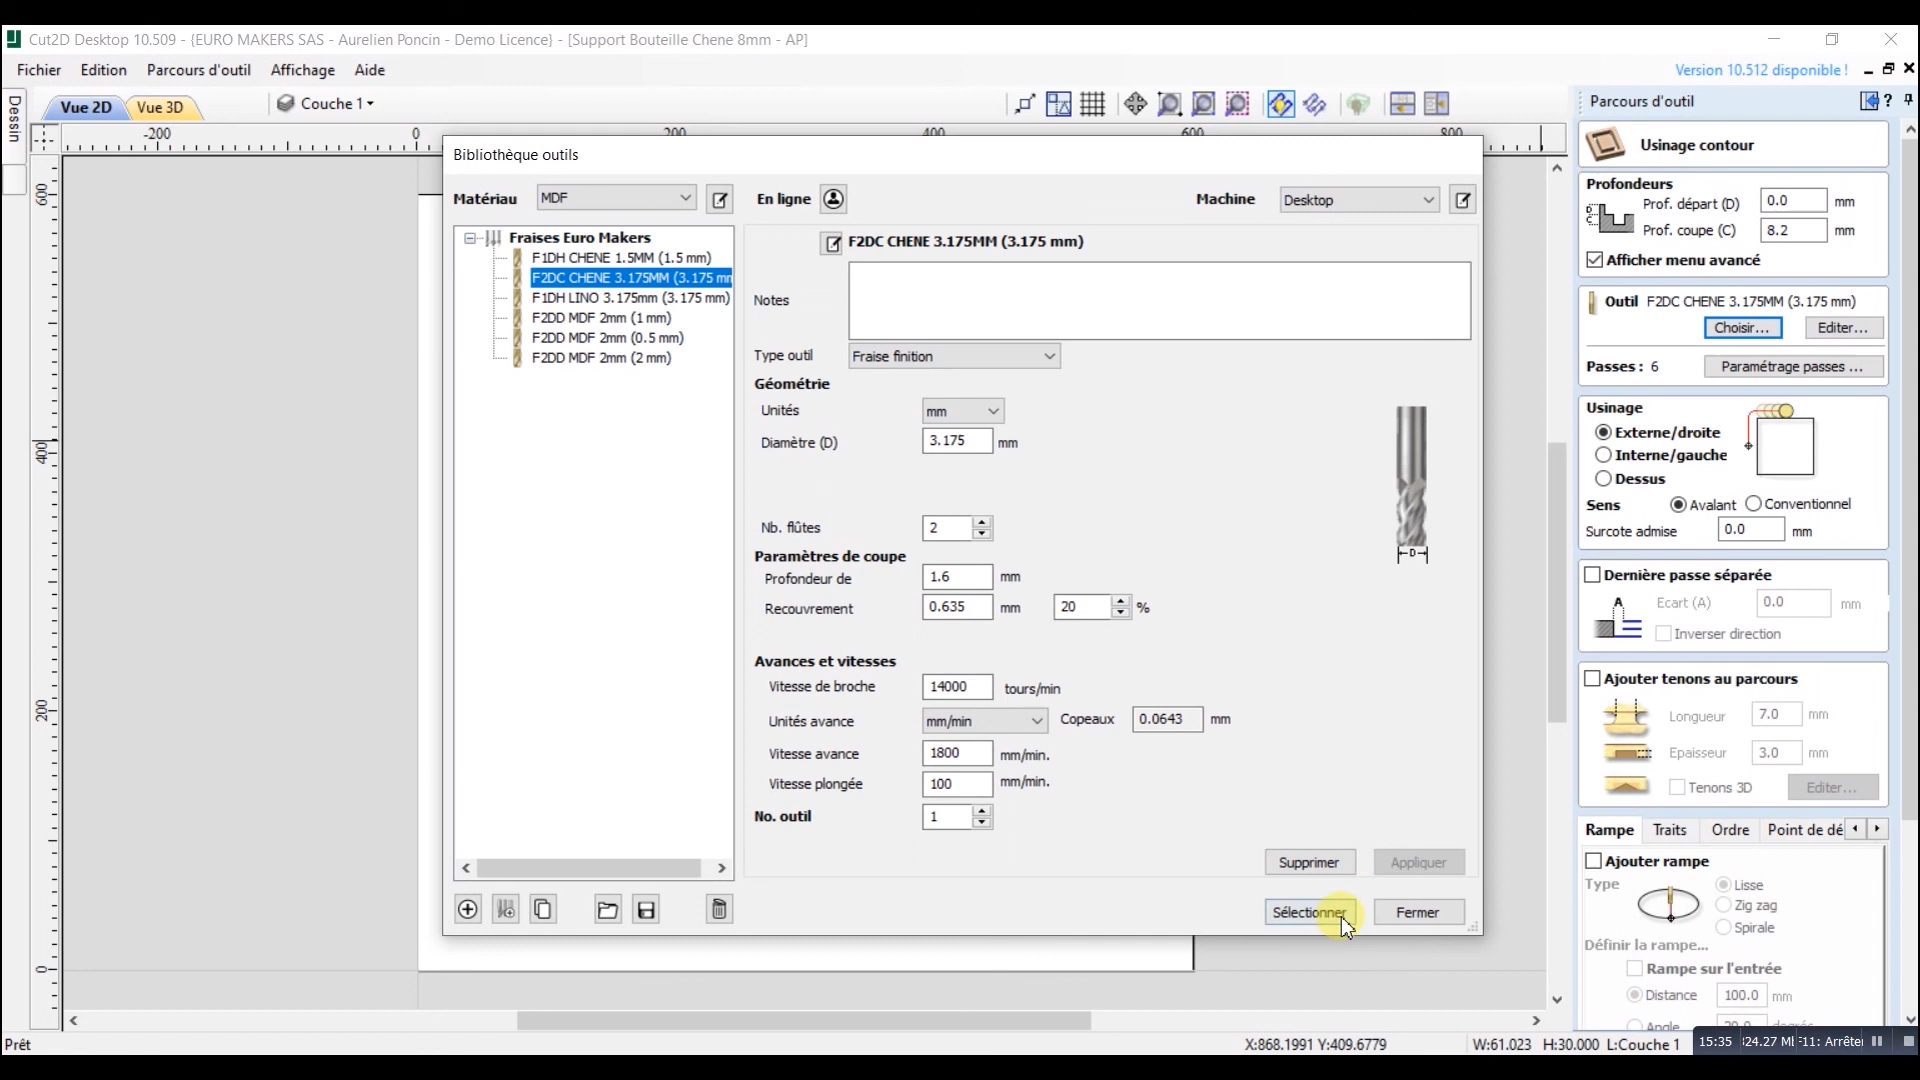 Cut2D Desktop 10.509 - {EURO MAKERS SAS - Aurelien Poncin - Demo Licence} - [Support Bouteille Chene 8mm - AP]
Fichier Edition Parcours d'outil Affichage Aide
Version 10.512 disponible !
Dessin
Vue 2D Vue 3D
Couche 1
-200 0 200 400 600 800
600
400
200
0
Bibliothèque outils
Matériau MDF
En ligne
Machine Desktop
Fraises Euro Makers
F1DH CHENE 1.5MM (1.5 mm)
F2DC CHENE 3.175MM (3.175 mm
F1DH LINO 3.175mm (3.175 mm)
F2DD MDF 2mm (1 mm)
F2DD MDF 2mm (0.5 mm)
F2DD MDF 2mm (2 mm)
F2DC CHENE 3.175MM (3.175 mm)
Notes
Type outil Fraise finition
Géométrie
Unités mm
Diamètre (D) 3.175 mm
Nb. flûtes 2
D
Paramètres de coupe
Profondeur de 1.6 mm
Recouvrement 0.635 mm 20 %
Avances et vitesses
Vitesse de broche 14000 tours/min
Unités avance mm/min Copeaux 0.0643 mm
Vitesse avance 1800 mm/min.
Vitesse plongée 100 mm/min.
No. outil 1
Supprimer Appliquer
Sélectionner Fermer
Parcours d'outil ?
Usinage contour
Profondeurs
Prof. départ (D) 0.0 mm
Prof. coupe (C) 8.2 mm
D
C
Afficher menu avancé
Outil F2DC CHENE 3.175MM (3.175 mm)
Choisir... Editer...
Passes : 6 Paramétrage passes ...
Usinage
Externe/droite
Interne/gauche
Dessus
Sens Avalant Conventionnel
Surcote admise 0.0 mm
Dernière passe séparée
A
Ecart (A) 0.0 mm
Inverser direction
Ajouter tenons au parcours
Longueur 7.0 mm
Epaisseur 3.0 mm
Tenons 3D Editer...
Rampe Traits Ordre Point de dé
Ajouter rampe
Type Lisse
Zig zag
Spirale
Définir la rampe...
Rampe sur l'entrée
Distance 100.0 mm
Angle
Prêt
X:868.1991 Y:409.6779
W:61.023 H:30.000 L:Couche 1
15:35 324.27 MI F11: Arrêter